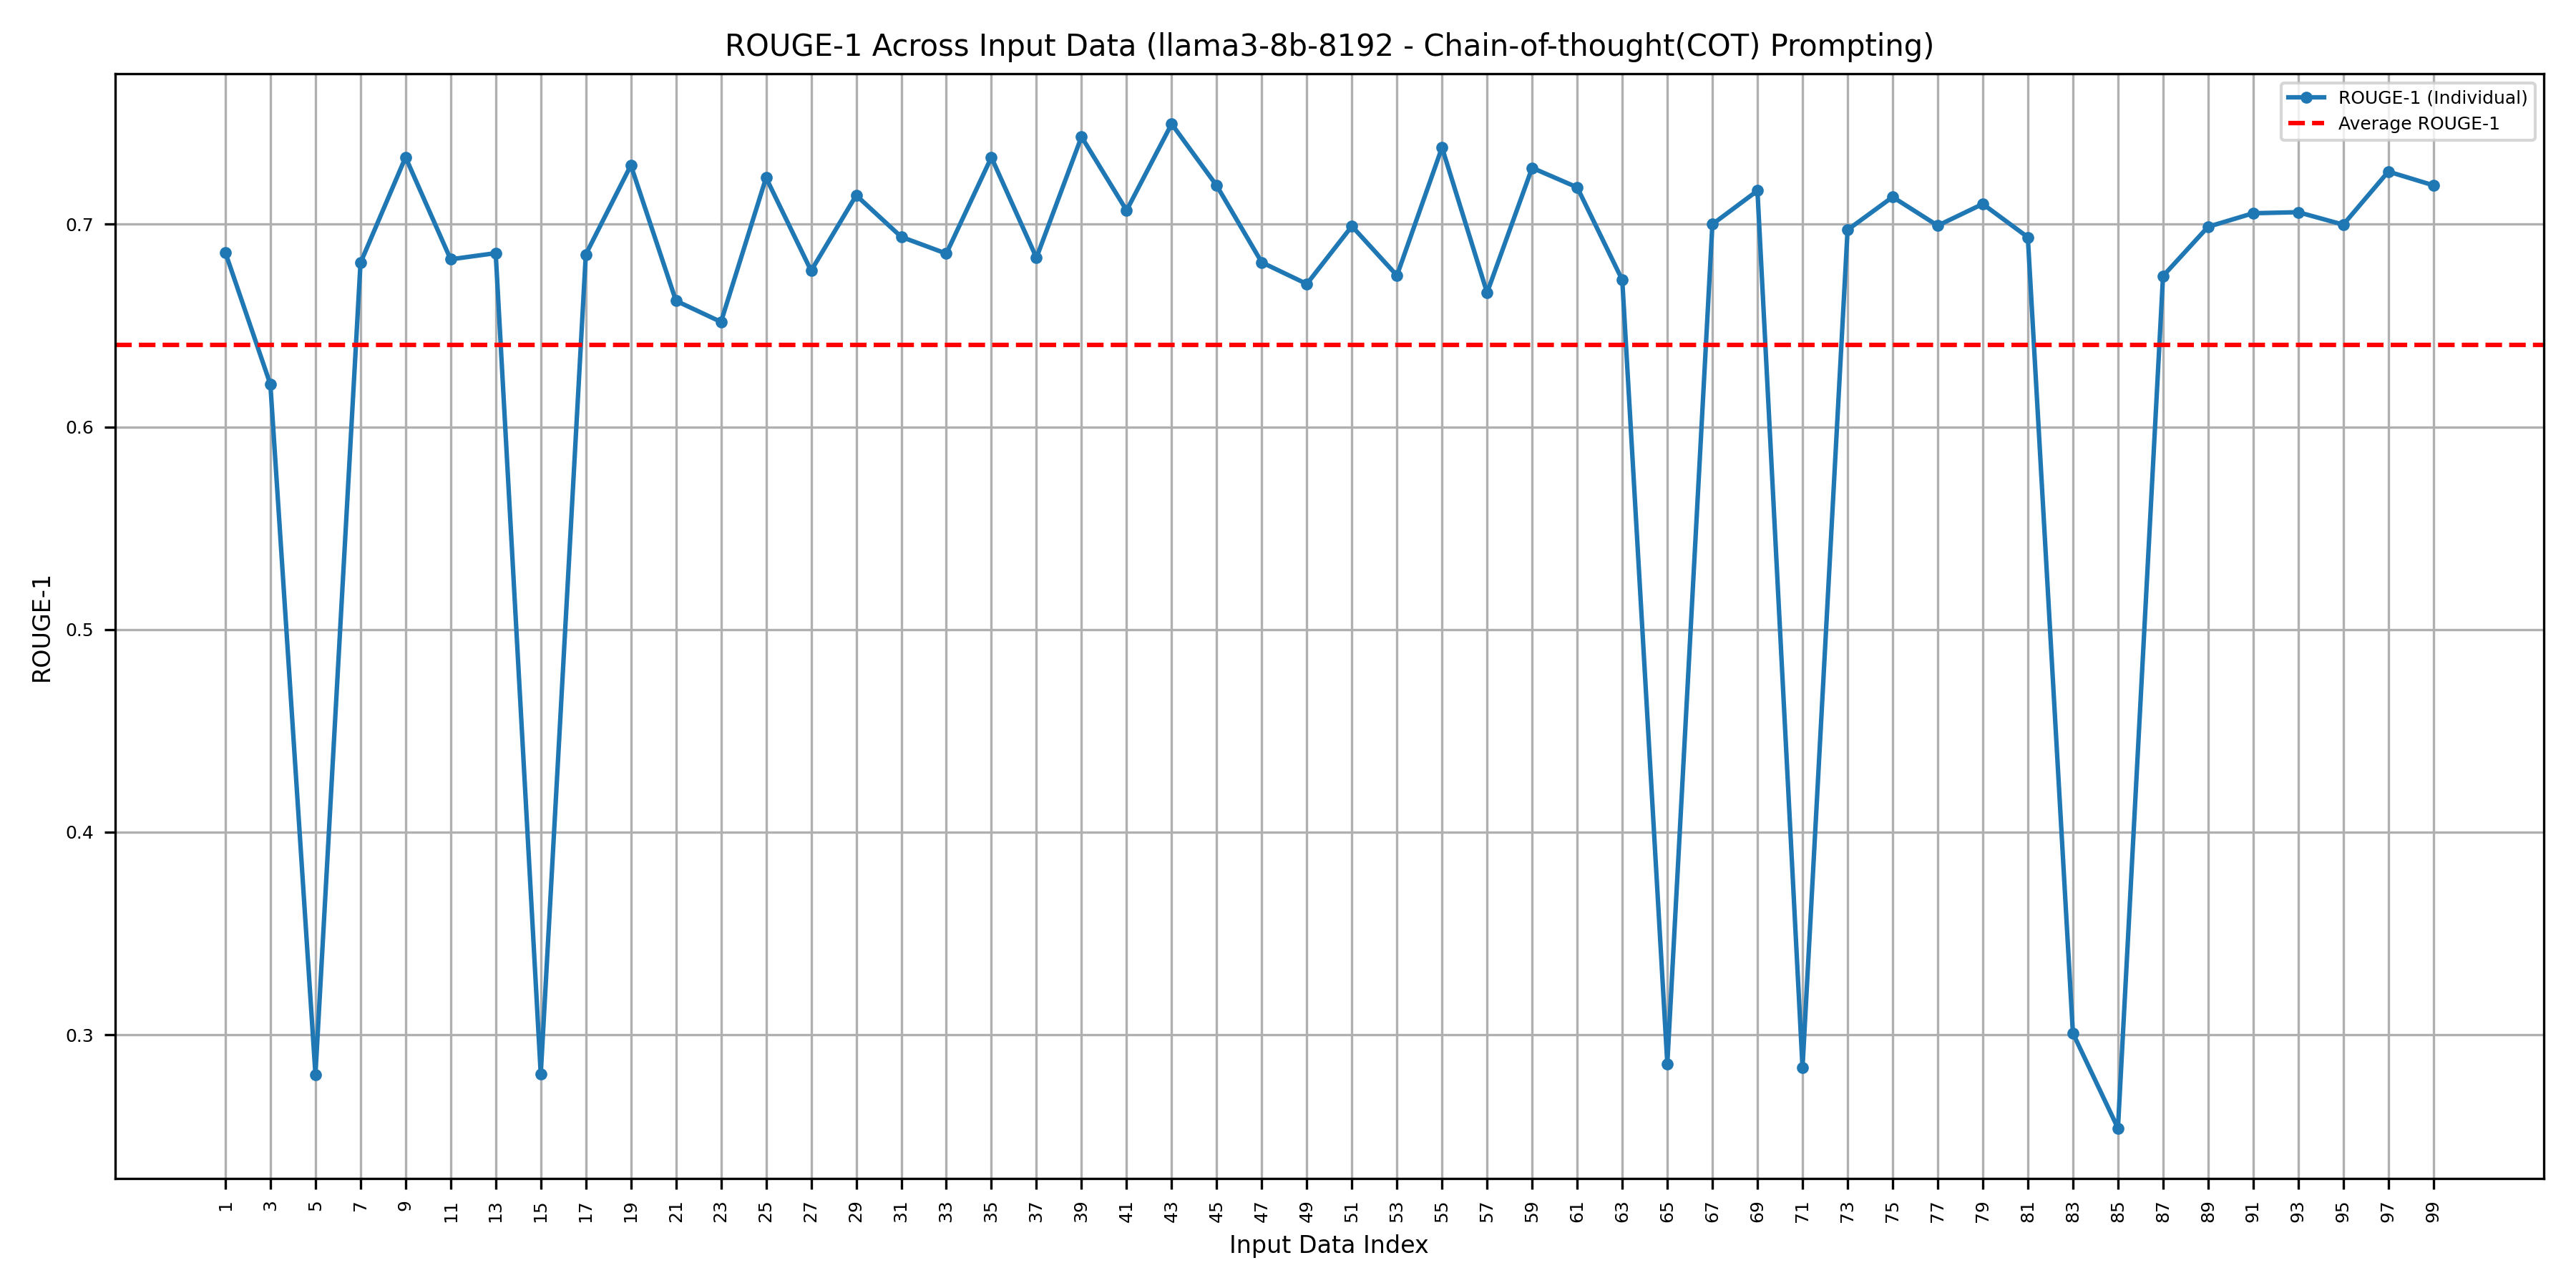 ROUGE-1 Across Input Data (llama3-8b-8192 - Chain-of-thought(COT) Prompting)
ROUGE-1 (Individual)
Average ROUGE-1
0.7
0.6
0.5
0.4
0.3
ROUGE-1
1 3 5 7 9 11 13 15 17 19 21 23 25 27 29 31 33 35 37 39 41 43 45 47 49 51 53 55 57 59 61 63 65 67 69 71 73 75 77 79 81 83 85 87 89 91 93 95 97 99
Input Data Index